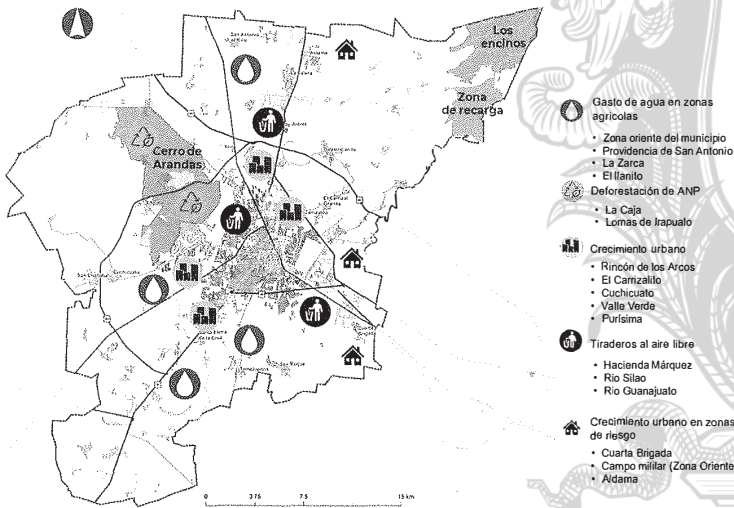 Los
encinos
Zona
de recarga
Cerro de
Arandas
0 3.75 7.5 15 km
Gasto de agua en zonas
agrícolas
• Zona oriente del municipio
• Providencia de San Antonio
• La Zarca
• El llanito
Deforestación de ANP
• La Caja
• Lomas de Irapuato
Crecimiento urbano
• Rincón de los Arcos
• El Carrizalito
• Cuchicuato
• Valle Verde
• Purísima
Tiraderos al aire libre
• Hacienda Márquez
• Rio Silao
• Rio Guanajuato
Crecimiento urbano en zonas
de riesgo
• Cuarta Brigada
• Campo militar (Zona Oriente
• Aldama